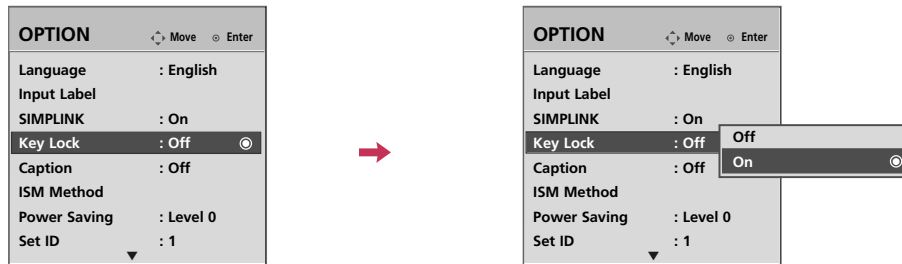 OPTION Move Enter
Language : English
Input Label
SIMPLINK : On
Key Lock : Off
Caption : Off
ISM Method
Power Saving : Level 0
Set ID : 1
OPTION Move Enter
Language : English
Input Label
SIMPLINK : On
Key Lock : Off
Caption : Off
ISM Method
Power Saving : Level 0
Set ID : 1
Off
On